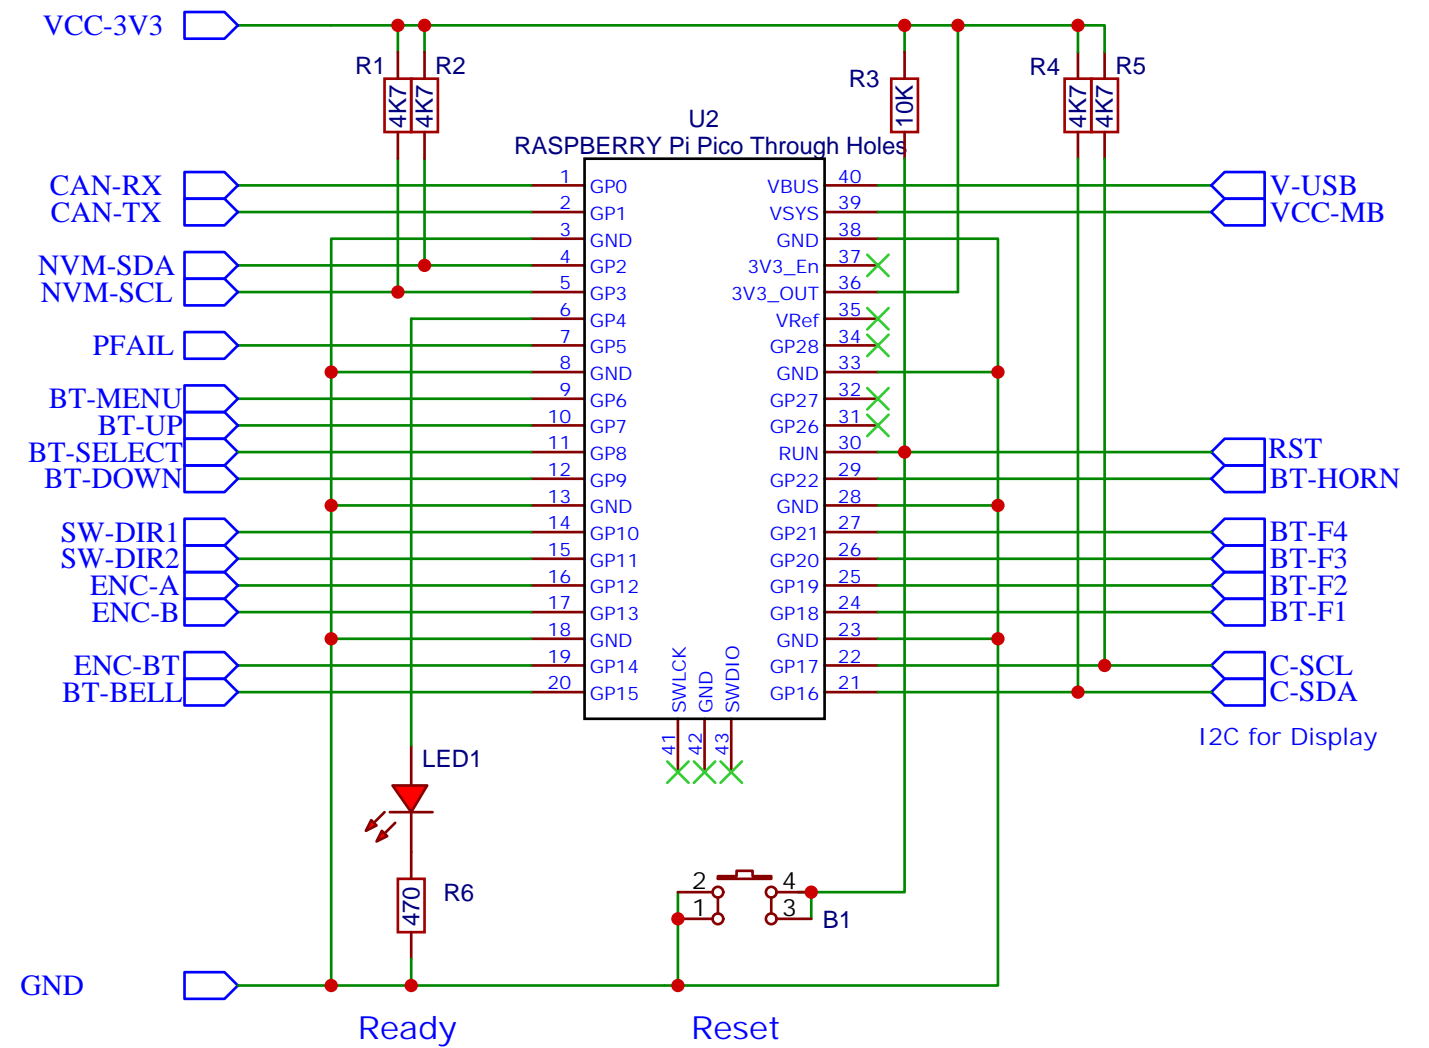 VCC-3V3
R1 R2
4K7 4K7
R3
10K
R4 R5
4K7 4K7
U2
RASPBERRY Pi Pico Through Holes
CAN-RX 1 GP0 VBUS 40 V-USB
CAN-TX 2 GP1 VSYS 39 VCC-MB
3 GND GND 38
NVM-SDA 4 GP2 3V3_En 37
NVM-SCL 5 GP3 3V3_OUT 36
6 GP4 VRef 35
PFAIL 7 GP5 GP28 34
8 GND GND 33
BT-MENU 9 GP6 GP27 32
BT-UP 10 GP7 GP26 31
BT-SELECT 11 GP8 RUN 30 RST
BT-DOWN 12 GP9 GP22 29 BT-HORN
13 GND GND 28
SW-DIR1 14 GP10 GP21 27 BT-F4
SW-DIR2 15 GP11 GP20 26 BT-F3
ENC-A 16 GP12 GP19 25 BT-F2
ENC-B 17 GP13 GP18 24 BT-F1
18 GND GND 23
ENC-BT 19 GP14 GP17 22 C-SCL
BT-BELL 20 GP15 GP16 21 C-SDA
SWLCK GND SWDIO
41 42 43
I2C for Display
LED1
R6
470
2 4
1 3
B1
GND
Ready Reset